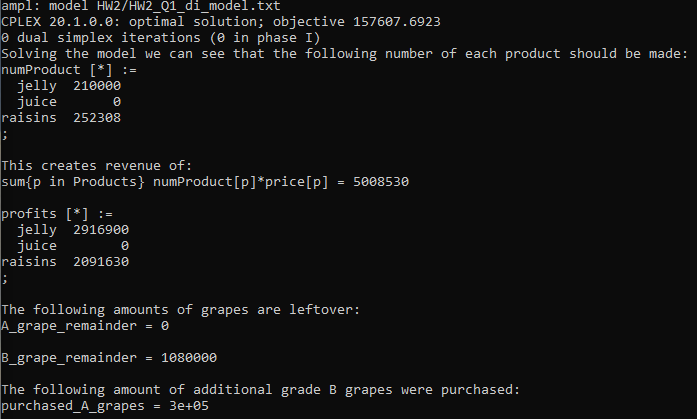 ampl: model HW2/HW2_Q1_di_model.txt
CPLEX 20.1.0.0: optimal solution; objective 157607.6923
0 dual simplex iterations (0 in phase I)
Solving the model we can see that the following number of each product should be made:
numProduct [*] :=
  jelly  210000
  juice       0
raisins  252308
;

This creates revenue of:
sum{p in Products} numProduct[p]*price[p] = 5008530

profits [*] :=
  jelly  2916900
  juice        0
raisins  2091630
;

The following amounts of grapes are leftover:
A_grape_remainder = 0

B_grape_remainder = 1080000

The following amount of additional grade B grapes were purchased:
purchased_A_grapes = 3e+05